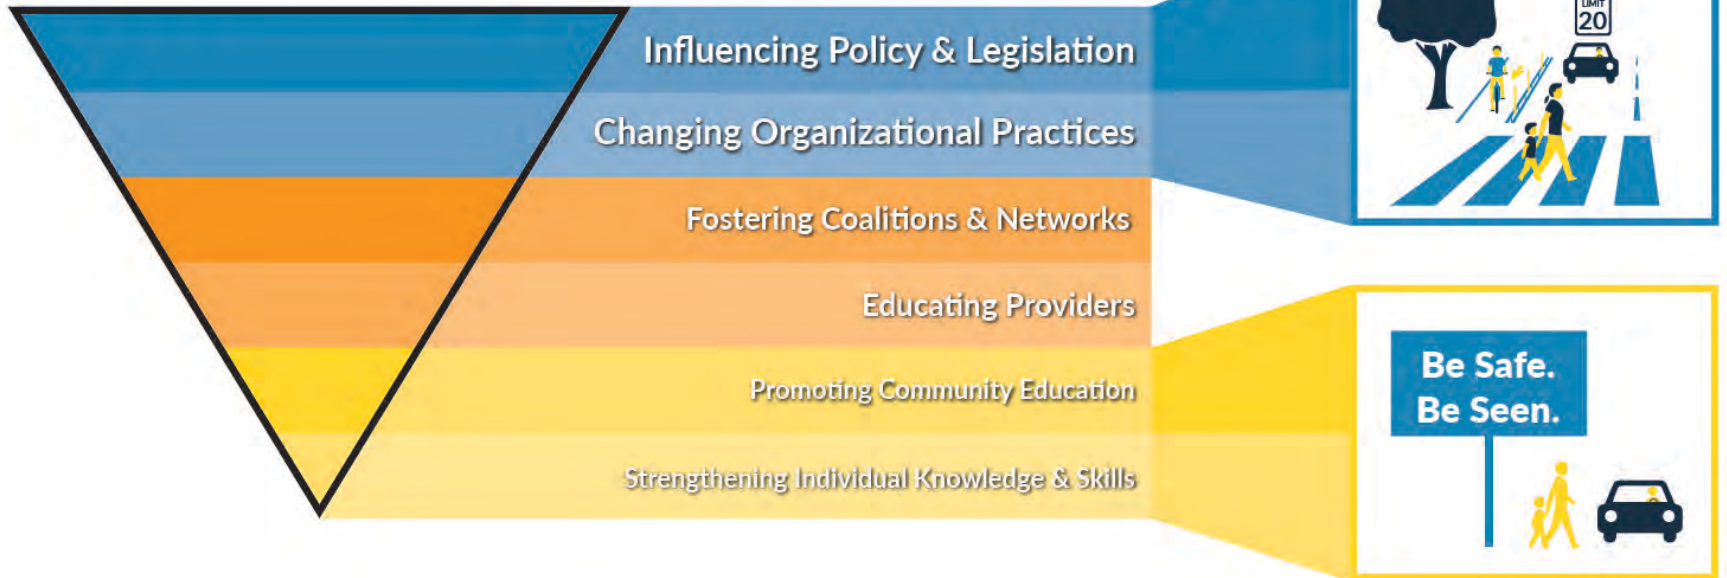 LIMIT
20
Influencing Policy & Legislation
Changing Organizational Practices
Fostering Coalitions & Networks
Educating Providers
Promoting Community Education
Strengthening Individual Knowledge & Skills
Be Safe.
Be Seen.